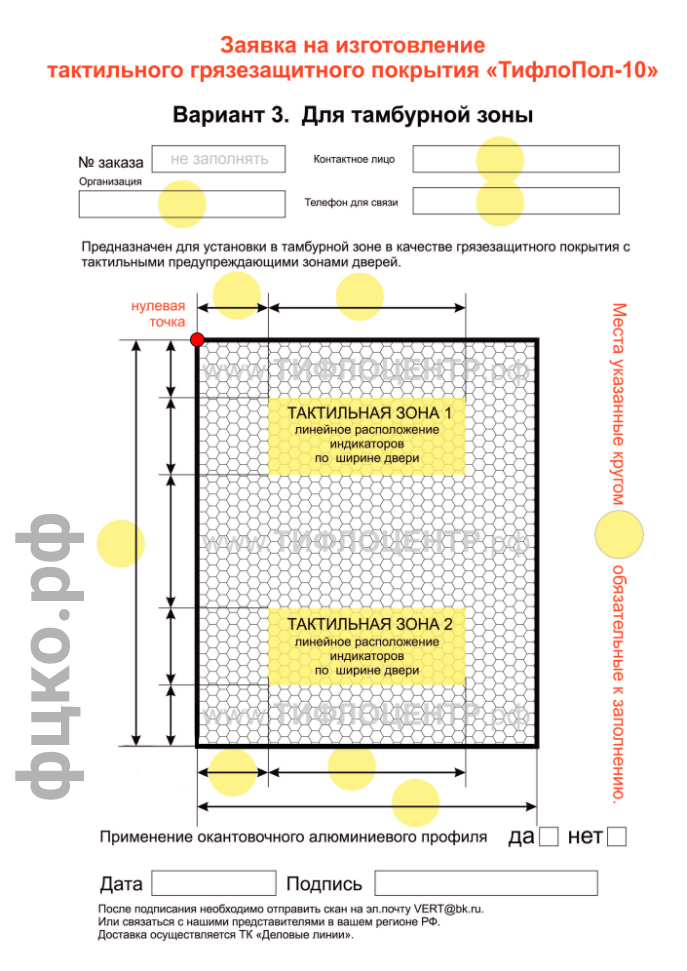 Заявка на изготовление
тактильного грязезащитного покрытия «ТифлоПол-10»
Вариант 3. Для тамбурной зоны
№ заказа
не заполнять
Контактное лицо
Организация
Телефон для связи
Предназначен для установки в тамбурной зоне в качестве грязезащитного покрытия с
тактильными предупреждающими зонами дверей.
нулевая
точка
www.ТИФЛОЦЕНТР.рф
ТАКТИЛЬНАЯ ЗОНА 1
линейное расположение
индикаторов
по ширине двери
www.ТИФЛОЦЕНТР.рф
ТАКТИЛЬНАЯ ЗОНА 2
линейное расположение
индикаторов
по ширине двери
www.ТИФЛОЦЕНТР.рф
фцко.рф
Места указанные кругом обязательные к заполнению.
Применение окантовочного алюминиевого профиля да нет
Дата
Подпись
После подписания необходимо отправить скан на эл.почту VERT@bk.ru.
Или связаться с нашими представителями в вашем регионе РФ.
Доставка осуществляется ТК «Деловые линии».